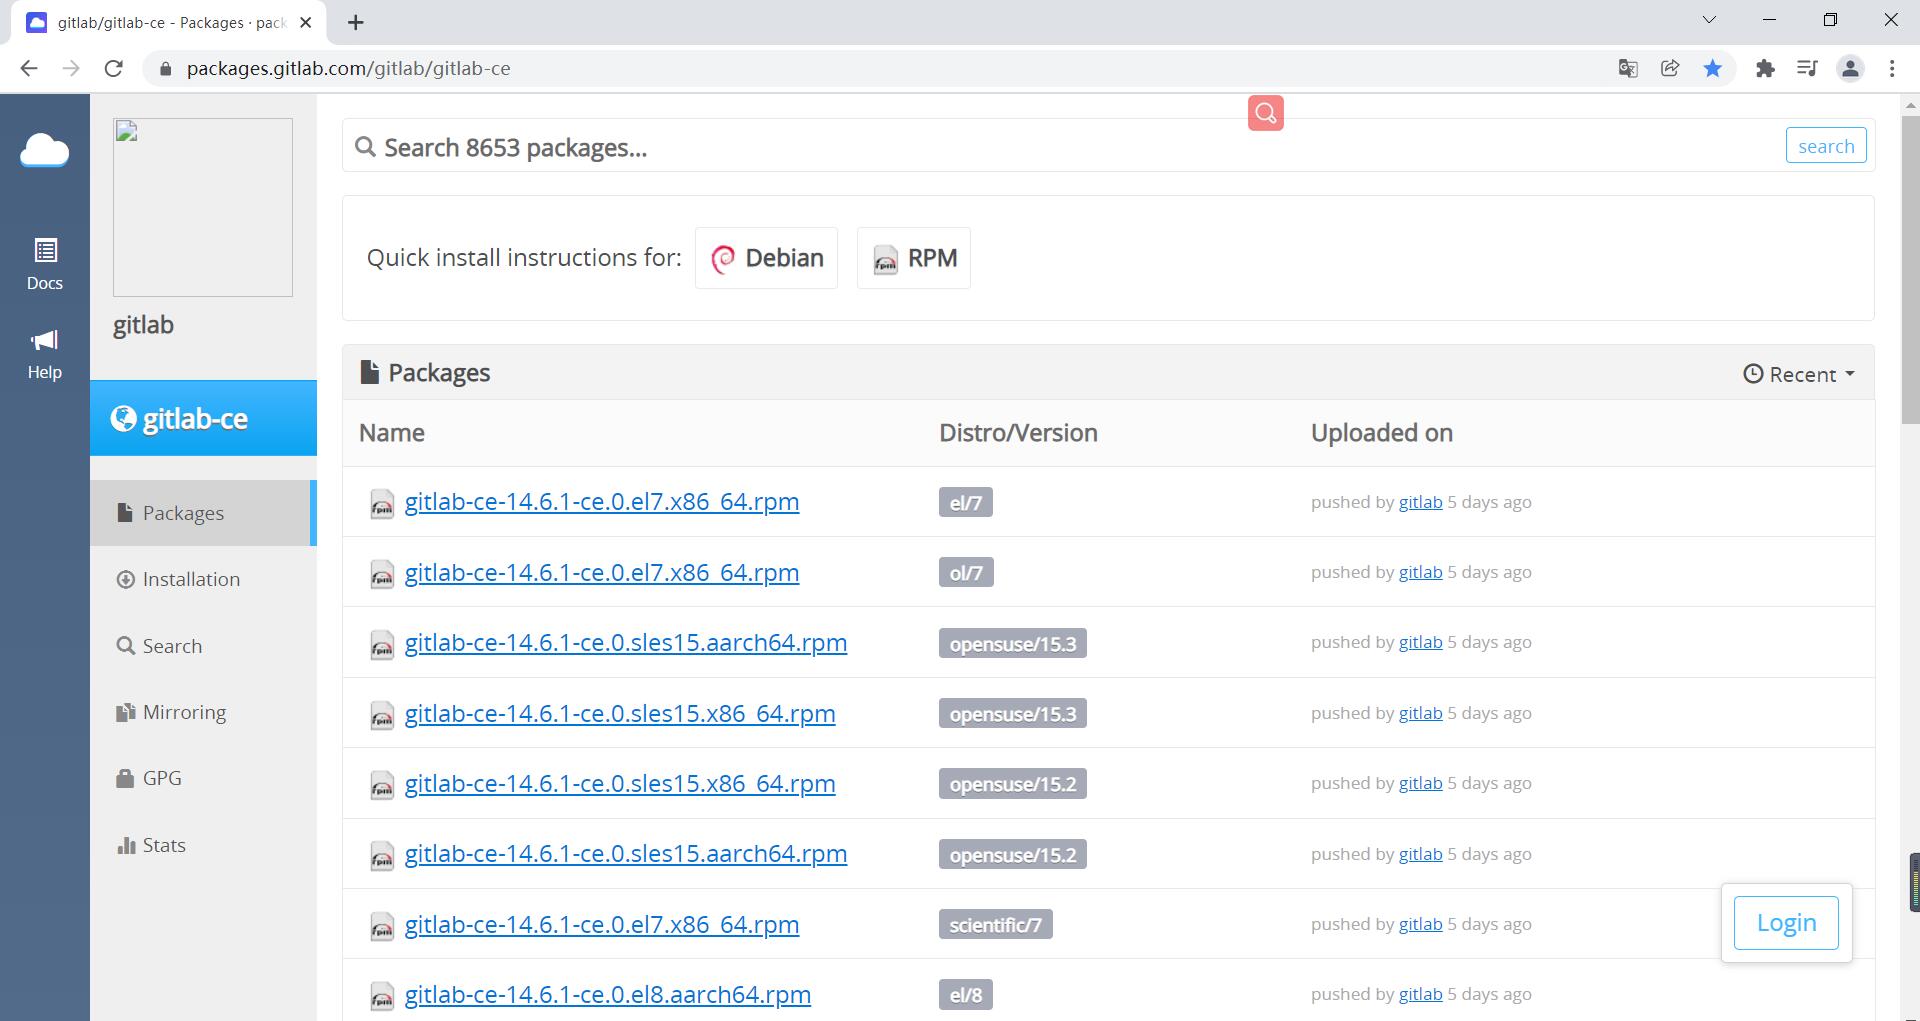 gitlab/gitlab-ce - Packages · pack
packages.gitlab.com/gitlab/gitlab-ce
Docs
Help
gitlab
gitlab-ce
Packages
Installation
Search
Mirroring
GPG
Stats
Search 8653 packages...
search
Quick install instructions for:
Debian
RPM
Packages
Recent
Name Distro/Version Uploaded on
gitlab-ce-14.6.1-ce.0.el7.x86_64.rpm el/7 pushed by gitlab 5 days ago
gitlab-ce-14.6.1-ce.0.el7.x86_64.rpm ol/7 pushed by gitlab 5 days ago
gitlab-ce-14.6.1-ce.0.sles15.aarch64.rpm opensuse/15.3 pushed by gitlab 5 days ago
gitlab-ce-14.6.1-ce.0.sles15.x86_64.rpm opensuse/15.3 pushed by gitlab 5 days ago
gitlab-ce-14.6.1-ce.0.sles15.x86_64.rpm opensuse/15.2 pushed by gitlab 5 days ago
gitlab-ce-14.6.1-ce.0.sles15.aarch64.rpm opensuse/15.2 pushed by gitlab 5 days ago
gitlab-ce-14.6.1-ce.0.el7.x86_64.rpm scientific/7 pushed by gitlab 5 days ago
gitlab-ce-14.6.1-ce.0.el8.aarch64.rpm el/8 pushed by gitlab 5 days ago
Login